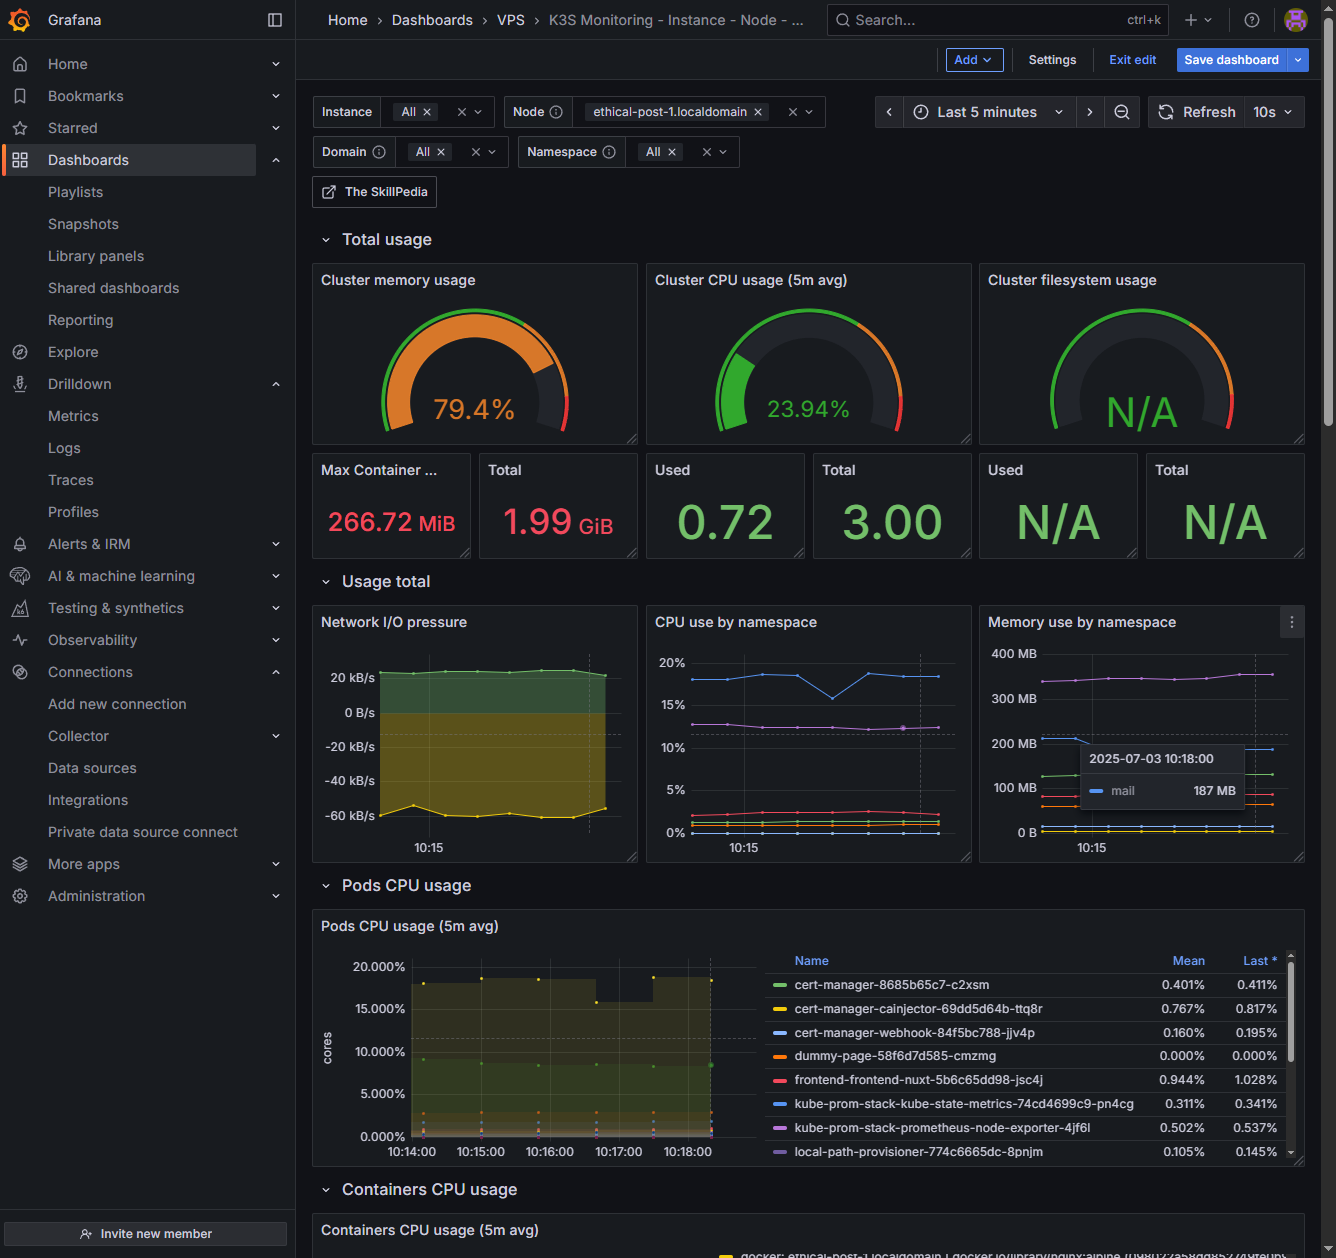 Grafana
Home
Bookmarks
Starred
Dashboards
Playlists
Snapshots
Library panels
Shared dashboards
Reporting
Explore
Drilldown
Metrics
Logs
Traces
Profiles
Alerts & IRM
AI & machine learning
Testing & synthetics
Observability
Connections
Add new connection
Collector
Data sources
Integrations
Private data source connect
More apps
Administration
Invite new member
Home › Dashboards › VPS › K3S Monitoring - Instance - Node - ...
Search... ctrl+k
Add Settings Exit edit Save dashboard
Instance All Node ethical-post-1.localdomain
Last 5 minutes Refresh 10s
Domain All Namespace All
The SkillPedia
Total usage
Cluster memory usage
79.4%
Cluster CPU usage (5m avg)
23.94%
Cluster filesystem usage
N/A
Max Container ...
266.72 MiB
Total
1.99 GiB
Used
0.72
Total
3.00
Used
N/A
Total
N/A
Usage total
Network I/O pressure
20 kB/s
0 B/s
-20 kB/s
-40 kB/s
-60 kB/s
10:15
CPU use by namespace
20%
15%
10%
5%
0%
10:15
Memory use by namespace
400 MB
300 MB
200 MB
100 MB
0 B
10:15
2025-07-03 10:18:00
mail 187 MB
Pods CPU usage
Pods CPU usage (5m avg)
cores
20.000%
15.000%
10.000%
5.000%
0.000%
10:14:00 10:15:00 10:16:00 10:17:00 10:18:00
Name Mean Last *
cert-manager-8685b65c7-c2xsm 0.401% 0.411%
cert-manager-cainjector-69dd5d64b-ttq8r 0.767% 0.817%
cert-manager-webhook-84f5bc788-jjv4p 0.160% 0.195%
dummy-page-58f6d7d585-cmzmg 0.000% 0.000%
frontend-frontend-nuxt-5b6c65dd98-jsc4j 0.944% 1.028%
kube-prom-stack-kube-state-metrics-74cd4699c9-pn4cg 0.311% 0.341%
kube-prom-stack-prometheus-node-exporter-4jf6l 0.502% 0.537%
local-path-provisioner-774c6665dc-8pnjm 0.105% 0.145%
Containers CPU usage
Containers CPU usage (5m avg)
docker: ethical-post-1.localdomain | docker.io/library/nginx:alpine